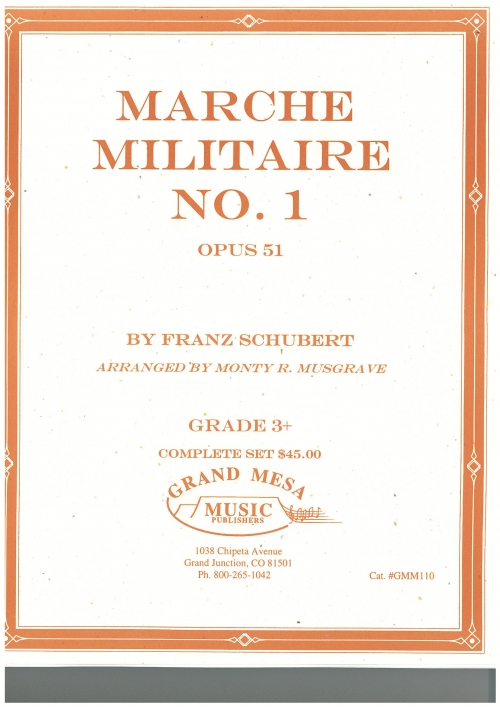 MARCHE
MILITAIRE
NO. 1
OPUS 51
BY FRANZ SCHUBERT
ARRANGED BY MONTY R. MUSGRAVE
GRADE 3+
COMPLETE SET $45.00
GRAND MESA
MUSIC
PUBLISHERS
1038 Chipeta Avenue
Grand Junction, CO 81501
Ph. 800-265-1042
Cat. #GMM110